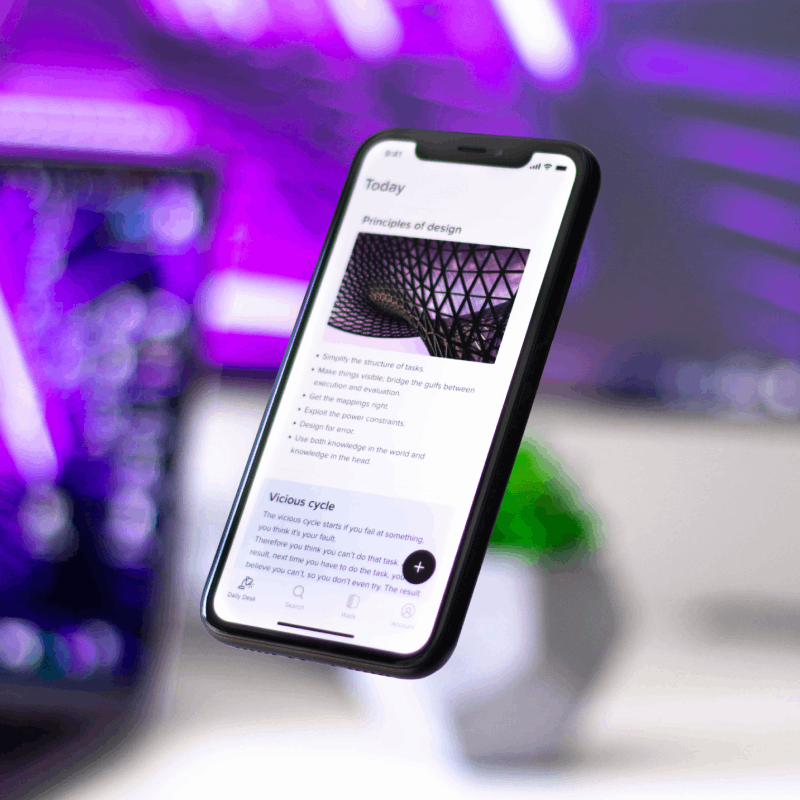 9:41
Today
Principles of design
• Simplify the structure of tasks.
• Make things visible: bridge the gulfs between
execution and evaluation.
• Get the mappings right.
• Exploit the power constraints.
• Design for error.
• Use both knowledge in the world and
knowledge in the head.
Vicious cycle
The vicious cycle starts if you fail at something,
you think it's your fault.
Therefore you think you can't do that task.
result, next time you have to do the task, you
believe you can't, so you don't even try. The result
Daily Desk
Search
Account